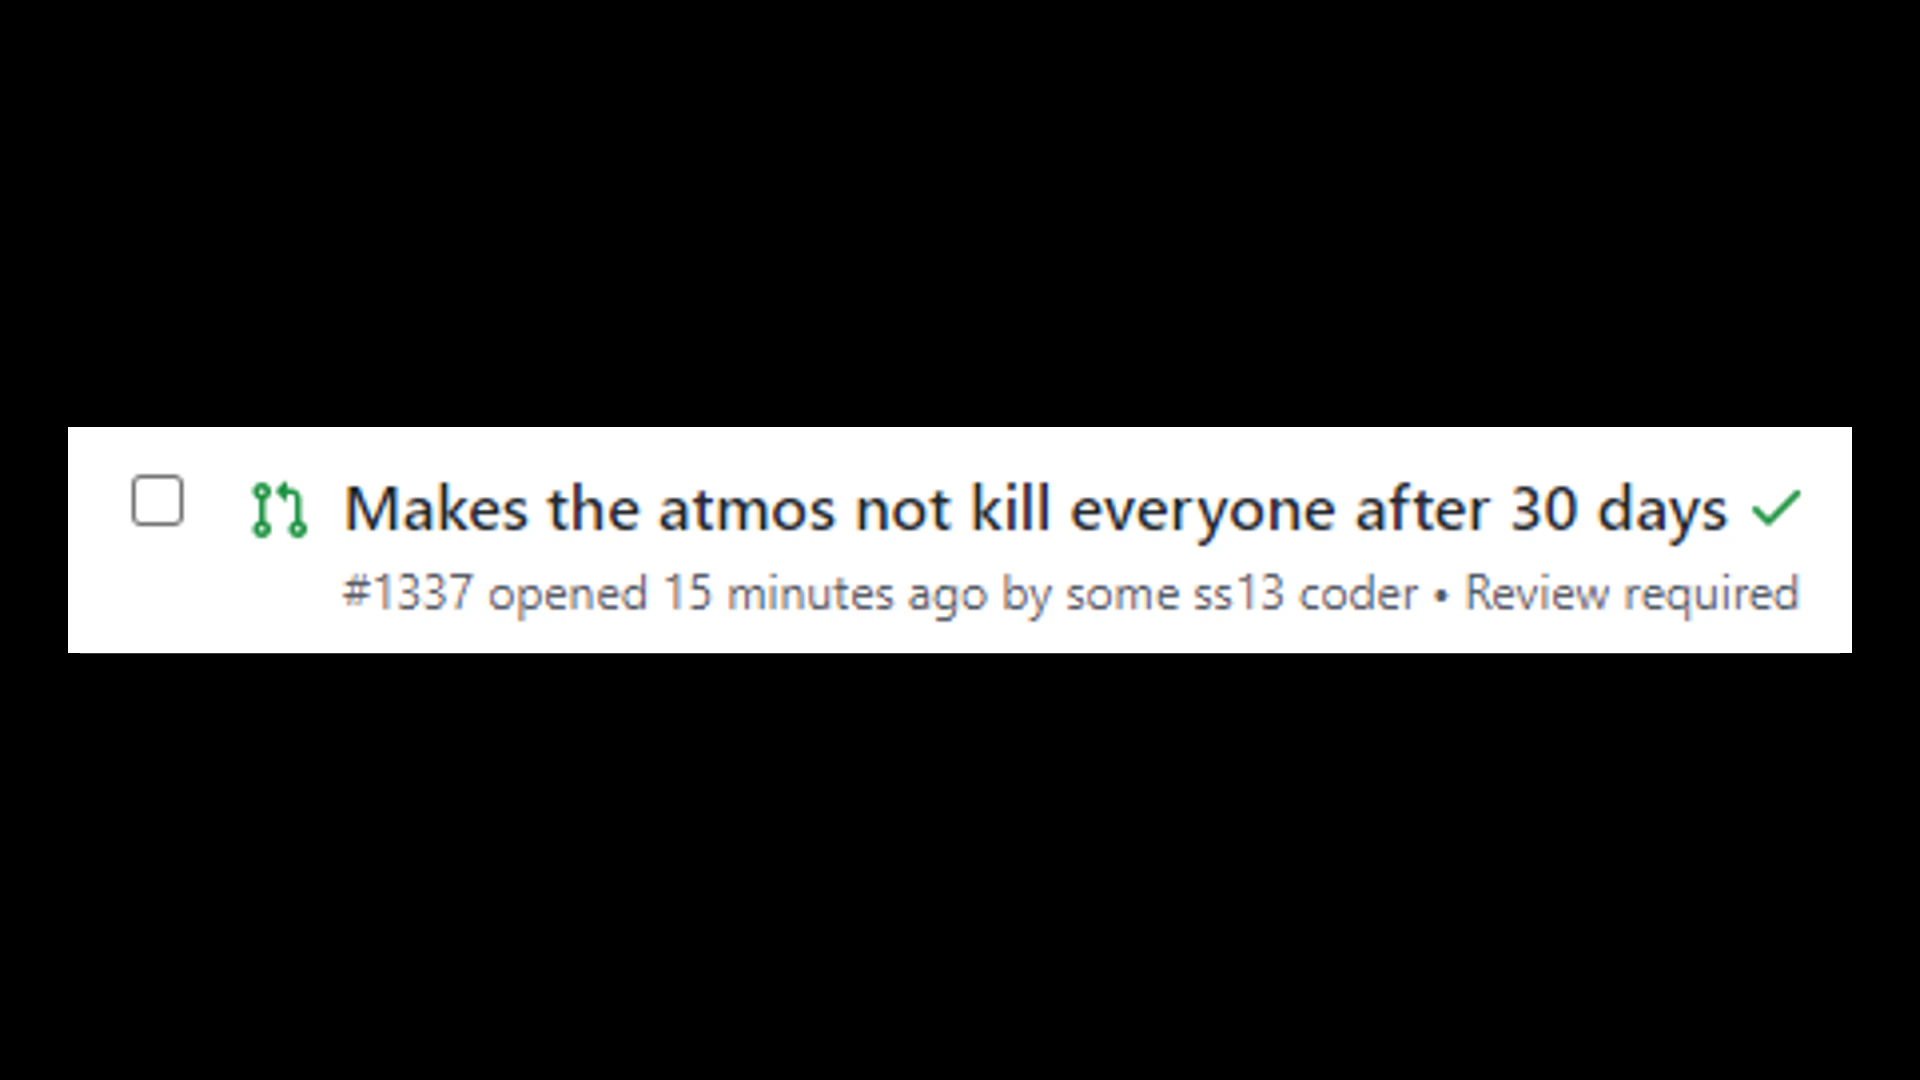 Makes the atmos not kill everyone after 30 days
#1337 opened 15 minutes ago by some ss13 coder • Review required